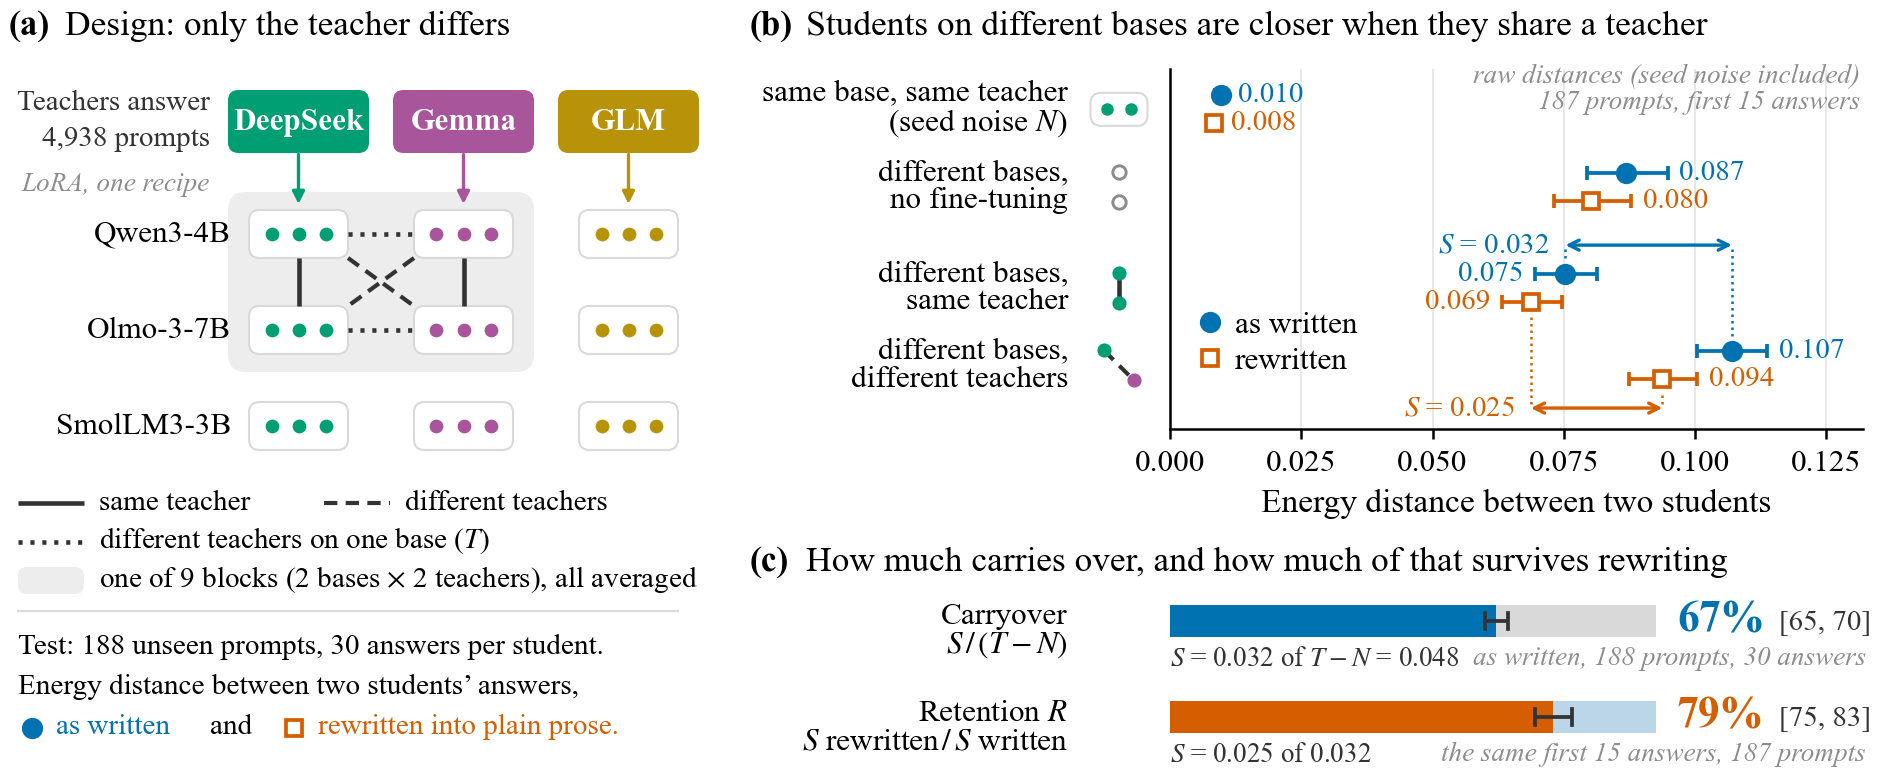 (a) Design: only the teacher differs
Teachers answer
4,938 prompts
LoRA, one recipe
DeepSeek
Gemma
GLM
Qwen3-4B
Olmo-3-7B
SmolLM3-3B
same teacher
different teachers
different teachers on one base (T)
one of 9 blocks (2 bases × 2 teachers), all averaged
Test: 188 unseen prompts, 30 answers per student.
Energy distance between two students’ answers,
as written and rewritten into plain prose.
(b) Students on different bases are closer when they share a teacher
raw distances (seed noise included)
187 prompts, first 15 answers
same base, same teacher
(seed noise N)
0.010
0.008
different bases,
no fine-tuning
0.087
0.080
S = 0.032
different bases,
same teacher
0.075
0.069
different bases,
different teachers
0.107
0.094
S = 0.025
as written
rewritten
0.000 0.025 0.050 0.075 0.100 0.125
Energy distance between two students
(c) How much carries over, and how much of that survives rewriting
Carryover
S / (T − N)
67% [65, 70]
S = 0.032 of T − N = 0.048 as written, 188 prompts, 30 answers
Retention R
S rewritten / S written
79% [75, 83]
S = 0.025 of 0.032 the same first 15 answers, 187 prompts